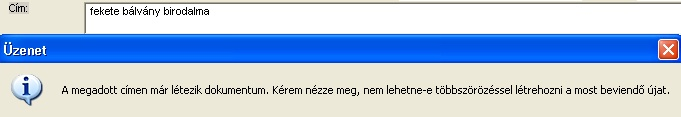 Cím:
fekete bálvány birodalma
Üzenet
A megadott címen már létezik dokumentum. Kérem nézze meg, nem lehetne-e többszörözéssel létrehozni a most beviendő újat.